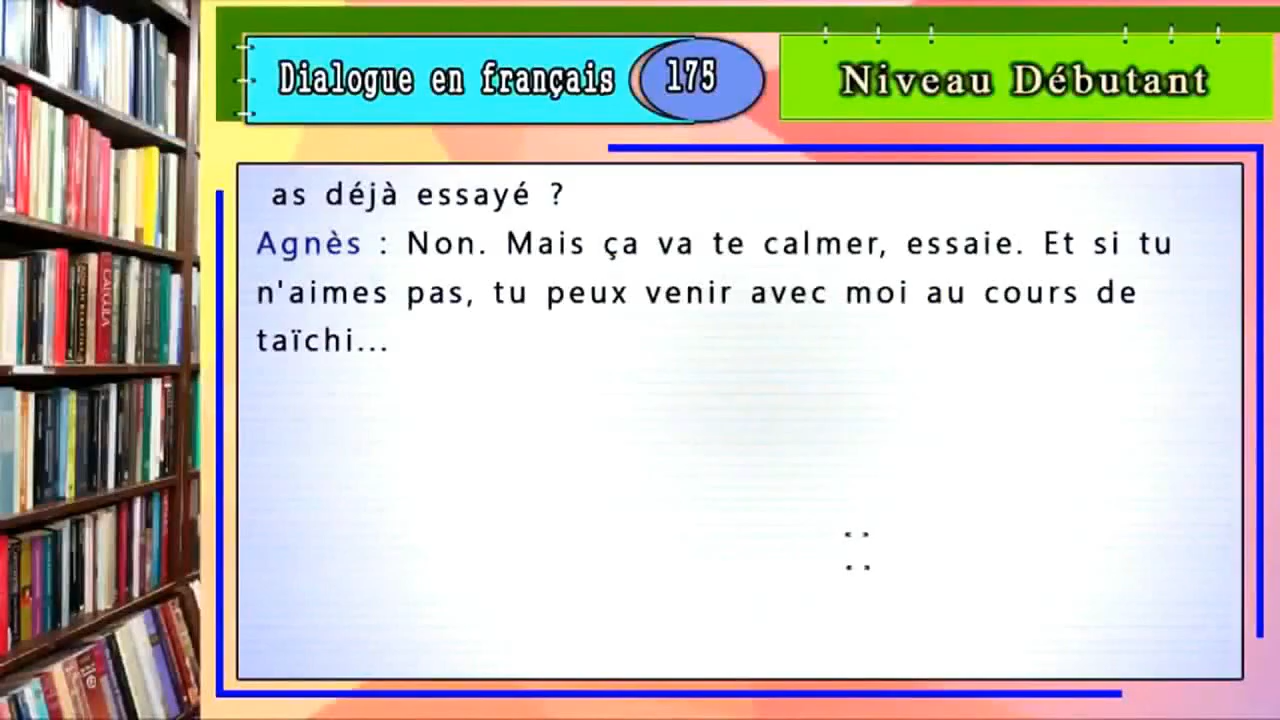 Dialogue en français 175
Niveau Débutant
as déjà essayé ?
Agnès : Non. Mais ça va te calmer, essaie. Et si tu
n'aimes pas, tu peux venir avec moi au cours de
taïchi...